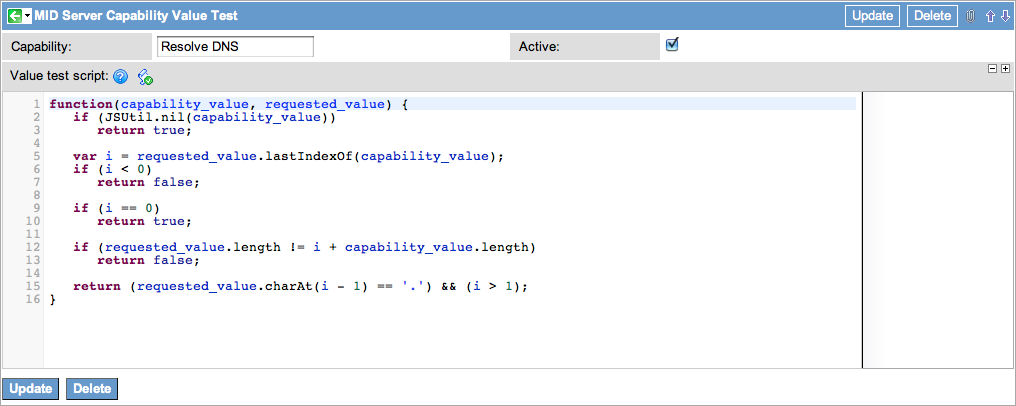 MID Server Capability Value Test Update Delete
Capability: Resolve DNS Active:
Value test script:
1 function(capability_value, requested_value) {
2    if (JSUtil.nil(capability_value))
3       return true;
4
5    var i = requested_value.lastIndexOf(capability_value);
6    if (i < 0)
7       return false;
8
9    if (i == 0)
10       return true;
11
12    if (requested_value.length != i + capability_value.length)
13       return false;
14
15    return (requested_value.charAt(i - 1) == '.') && (i > 1);
16 }
Update Delete